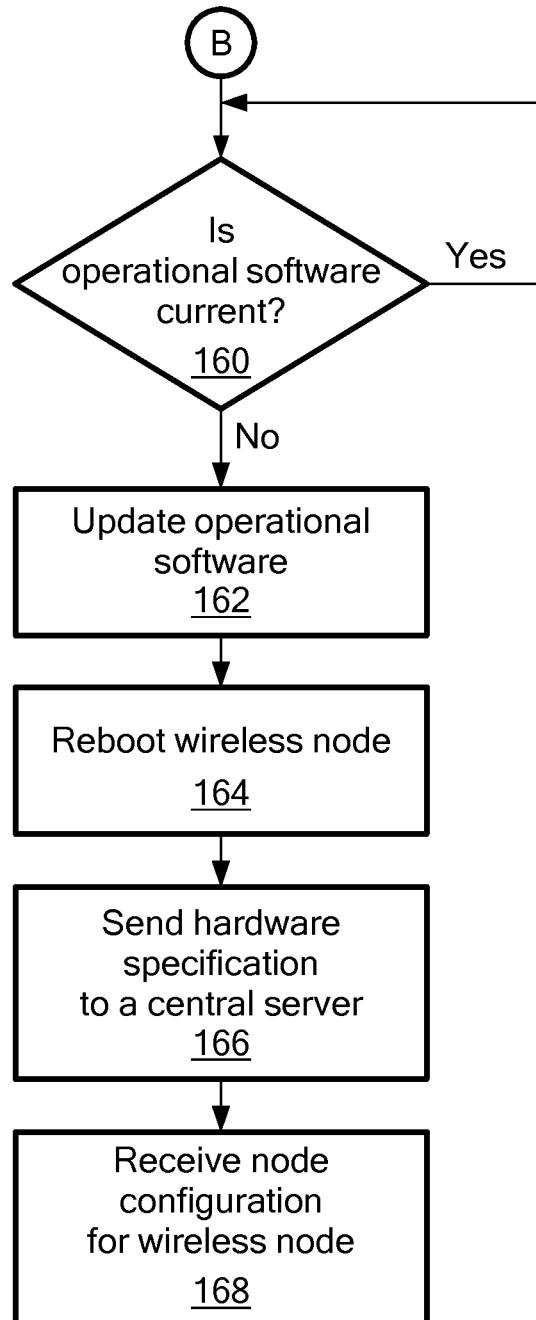 B
Is
operational software
current?
160
Yes
No
Update operational
software
162
Reboot wireless node
164
Send hardware
specification
to a central server
166
Receive node
configuration
for wireless node
168